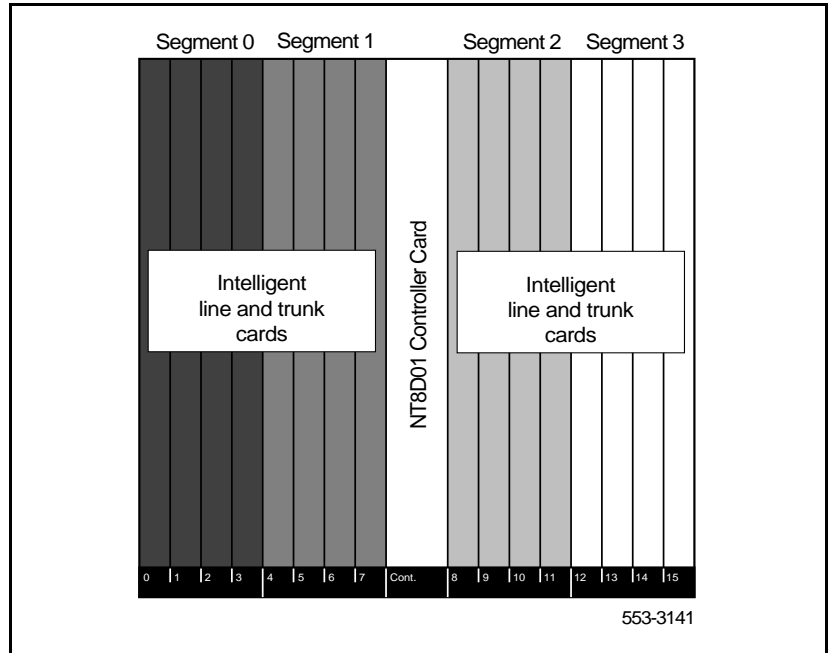 Segment 0 Segment 1 Segment 2 Segment 3
Intelligent
line and trunk
cards
NT8D01 Controller Card
Intelligent
line and trunk
cards
0 1 2 3 4 5 6 7 Cont. 8 9 10 11 12 13 14 15
553-3141